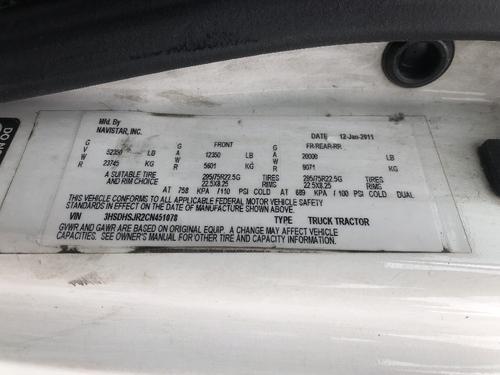 Mfd. By
NAVISTAR, INC.
DATE 12-Jan-2011
G V W R 52350 LB 23745 KG
G A W R FRONT 12350 LB 5601 KG
G A W R FR/REAR-RR. 20000 LB 9071 KG
A SUITABLE TIRE AND RIM CHOICE
295/75R22.5G TIRES 295/75R22.5G TIRES
22.5X8.25 RIMS 22.5X8.25 RIMS
AT 758 KPA /110 PSI COLD AT 689 KPA / 100 PSI COLD DUAL
THIS VEHICLE CONFORMS TO ALL APPLICABLE FEDERAL MOTOR VEHICLE SAFETY
STANDARDS IN EFFECT ON THE DATE OF MANUFACTURE SHOWN ABOVE.
VIN 3HSDHSJR2CN451078 TYPE TRUCK TRACTOR
GVWR AND GAWR ARE BASED ON ORIGINAL EQUIP. A CHANGE MAY AFFECT VEHICLE
CAPACITIES. SEE OWNER'S MANUAL FOR OTHER TIRE AND EQUIP. CAPACITIES.